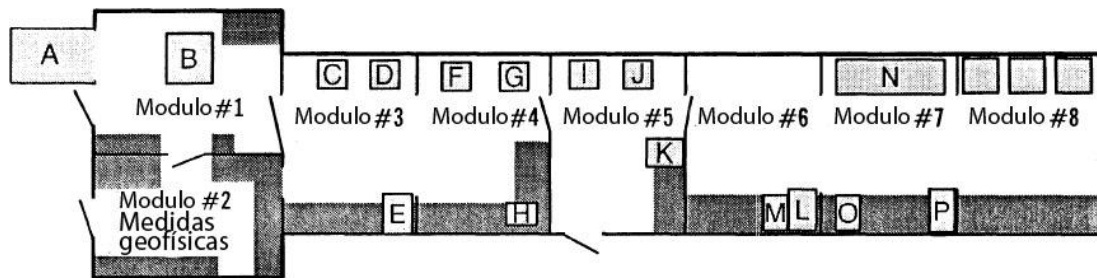 A
B
C
D
F
G
I
J
N
Modulo #1
Modulo #3
Modulo #4
Modulo #5
Modulo #6
Modulo #7
Modulo #8
K
Modulo #2
Medidas
geofísicas
E
H
M
L
O
P